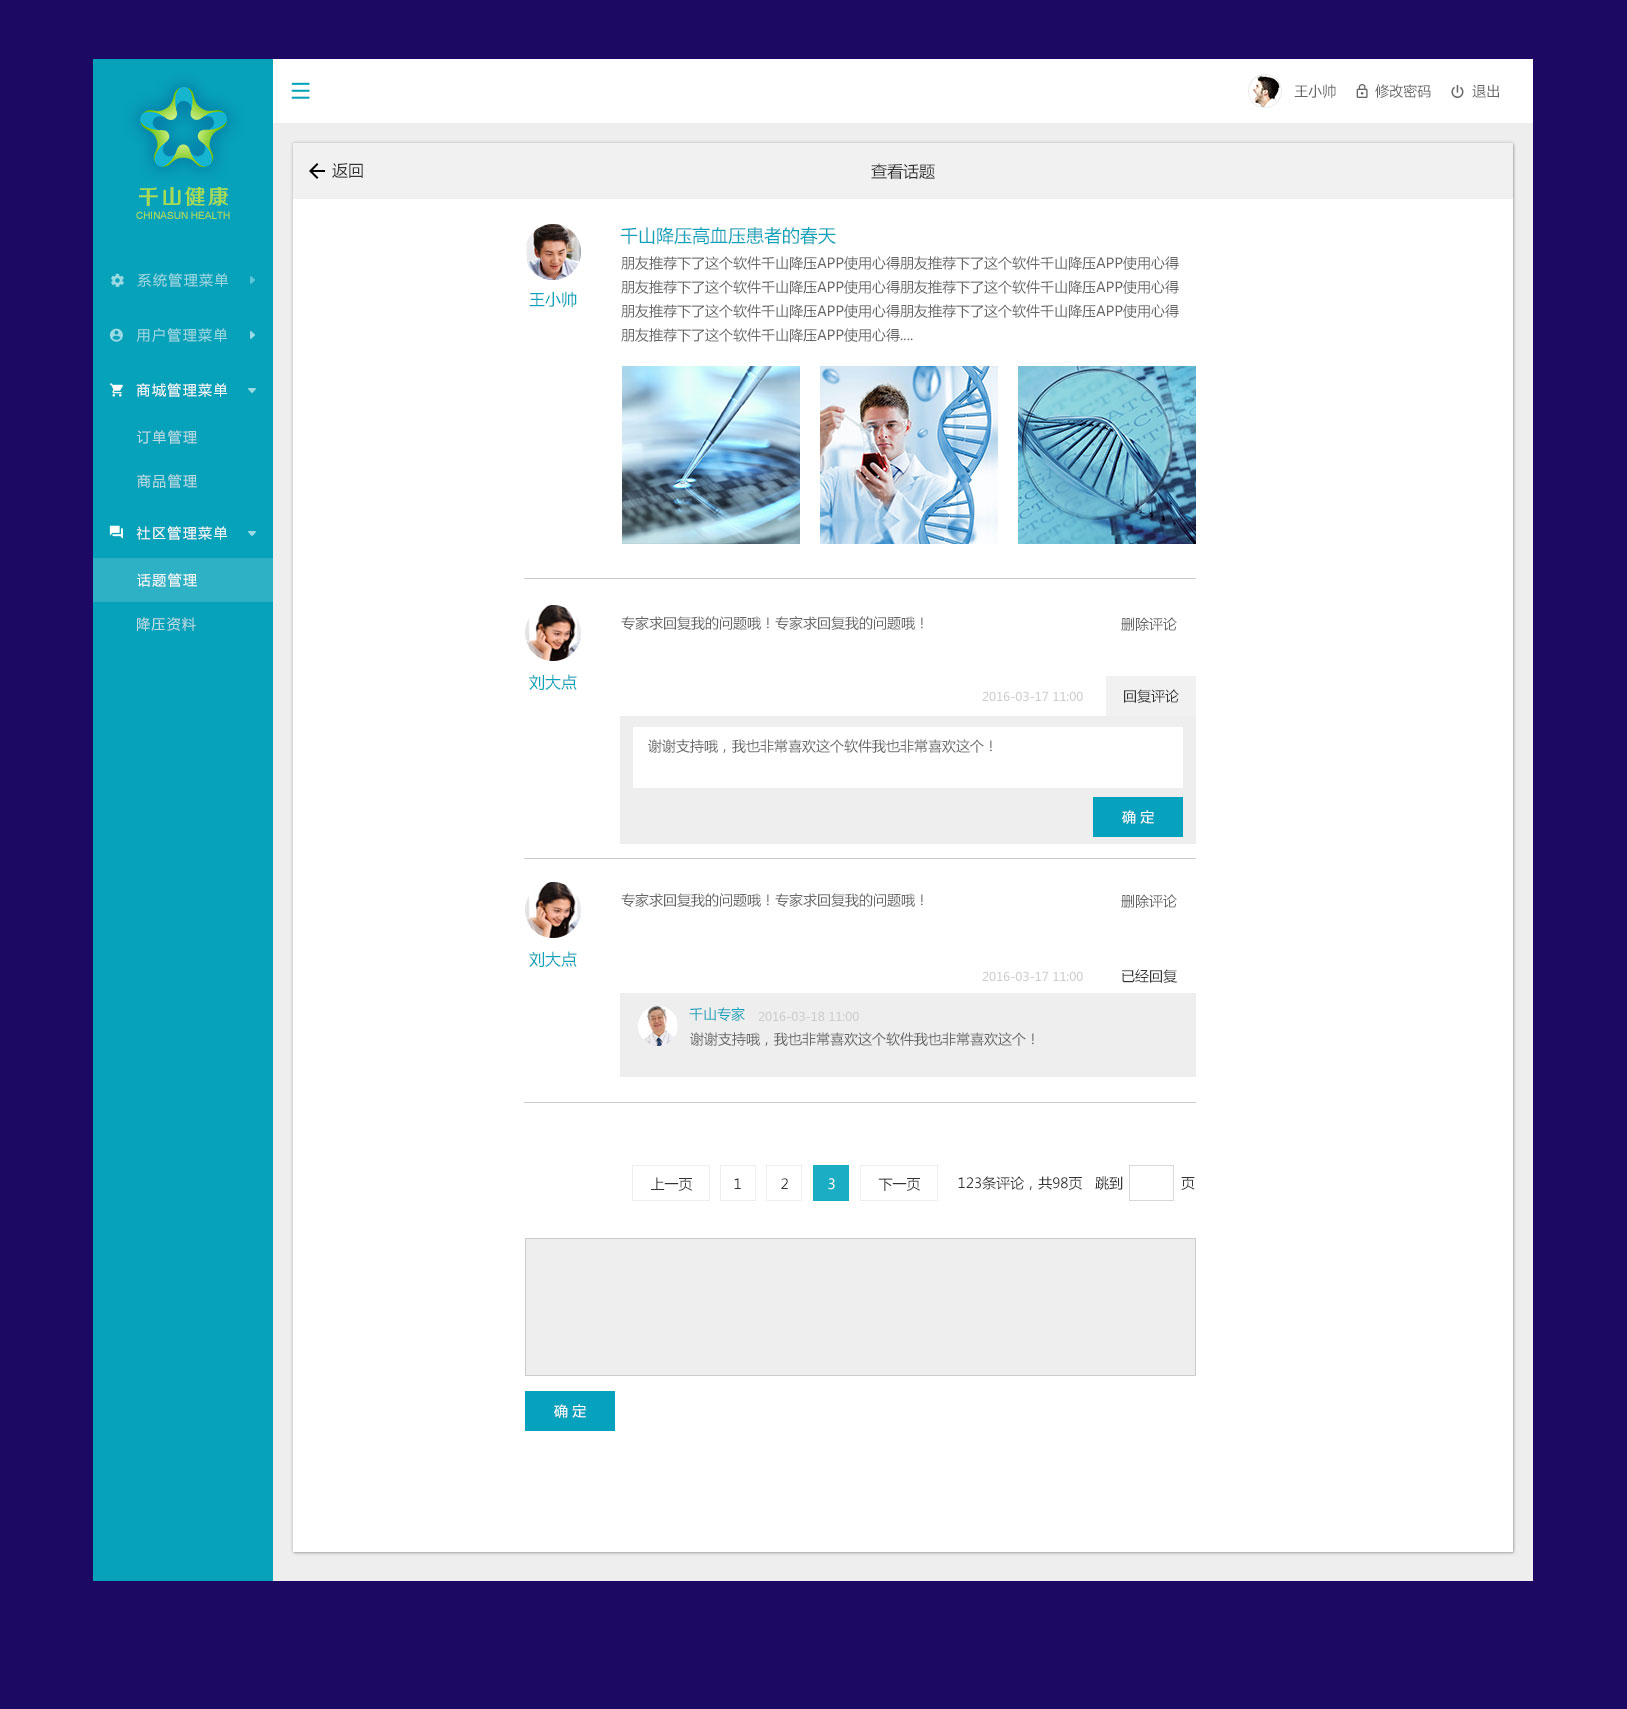 千山健康
CHINASUN HEALTH
系统管理菜单
用户管理菜单
商城管理菜单
订单管理
商品管理
社区管理菜单
话题管理
降压资料
王小帅 修改密码 退出
返回 查看话题
王小帅
千山降压高血压患者的春天
朋友推荐下了这个软件千山降压APP使用心得朋友推荐下了这个软件千山降压APP使用心得
朋友推荐下了这个软件千山降压APP使用心得朋友推荐下了这个软件千山降压APP使用心得
朋友推荐下了这个软件千山降压APP使用心得朋友推荐下了这个软件千山降压APP使用心得
朋友推荐下了这个软件千山降压APP使用心得....
刘大点
专家求回复我的问题哦！专家求回复我的问题哦！ 删除评论
2016-03-17 11:00 回复评论
谢谢支持哦，我也非常喜欢这个软件我也非常喜欢这个！
确 定
刘大点
专家求回复我的问题哦！专家求回复我的问题哦！ 删除评论
2016-03-17 11:00 已经回复
千山专家 2016-03-18 11:00
谢谢支持哦，我也非常喜欢这个软件我也非常喜欢这个！
上一页 1 2 3 下一页 123条评论，共98页 跳到 页
确 定